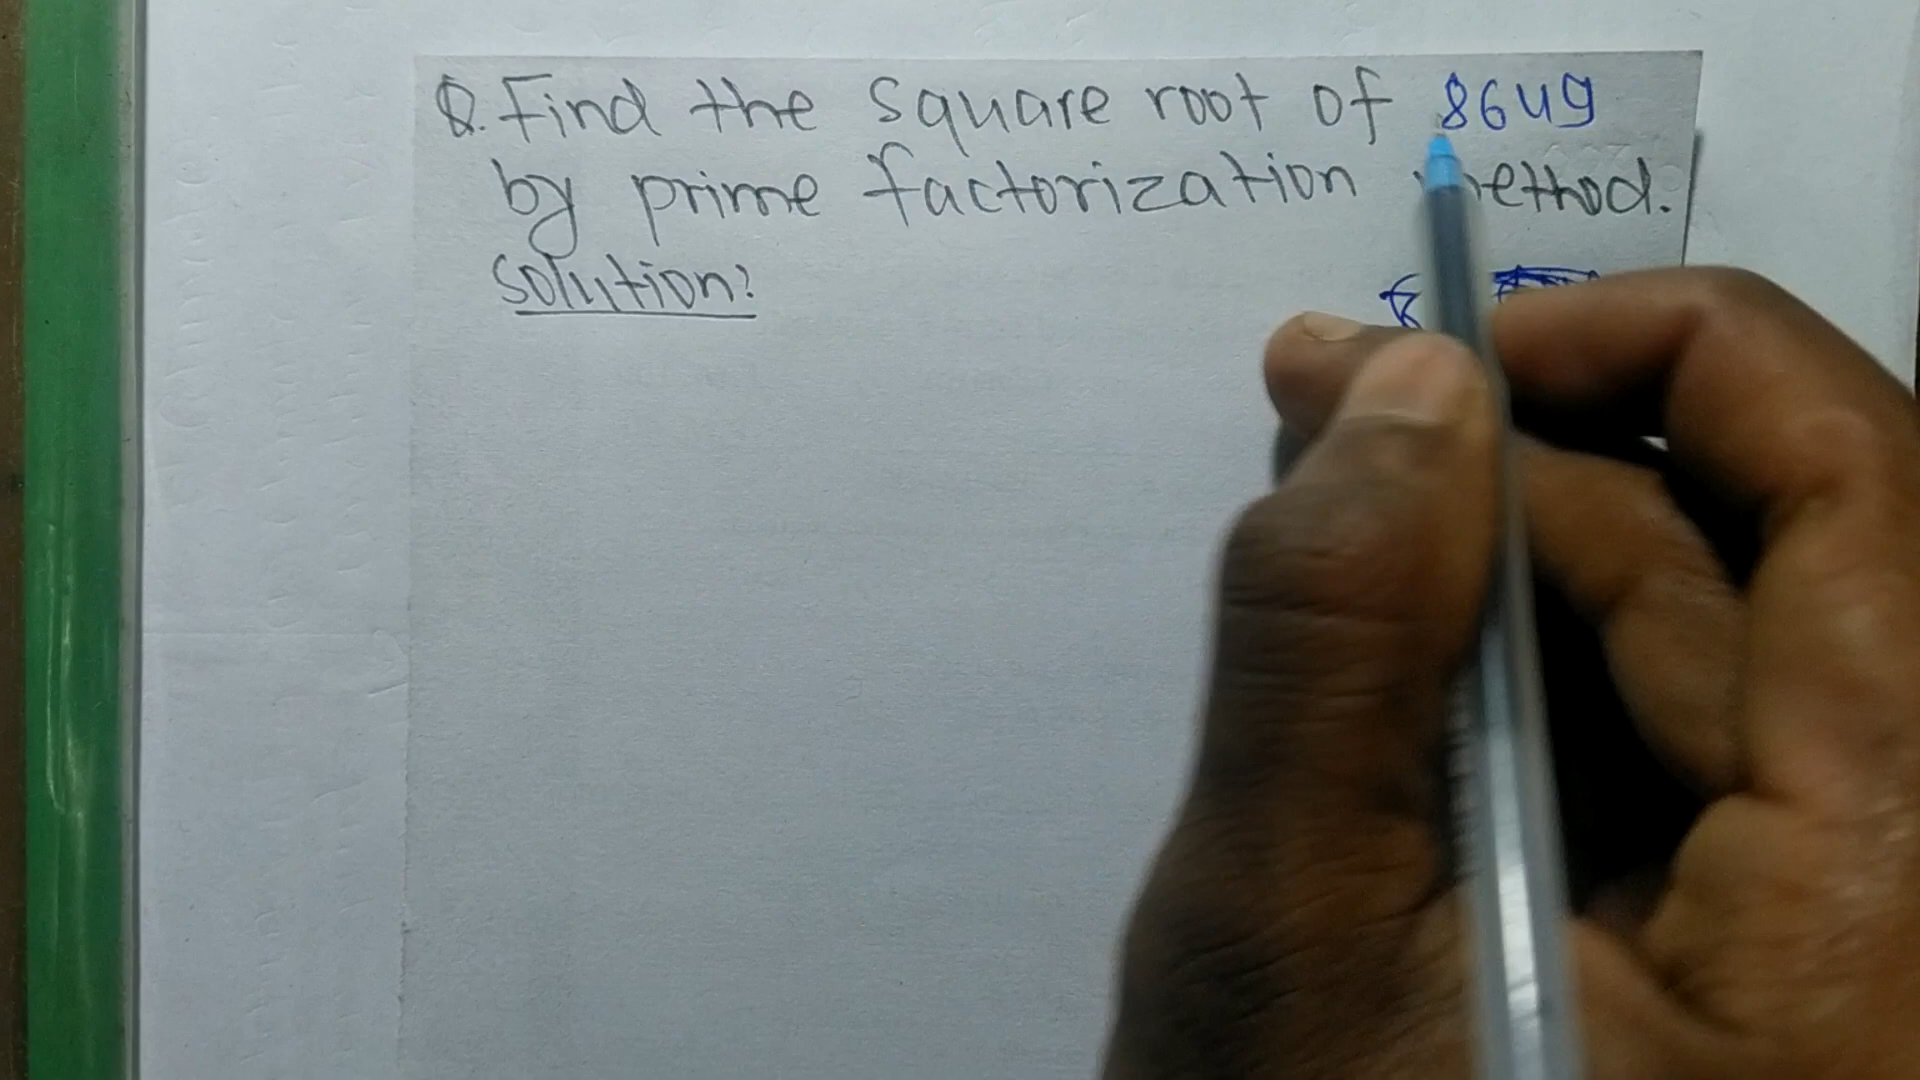 Q. Find the square root of 8649
by prime factorization method.
solution: